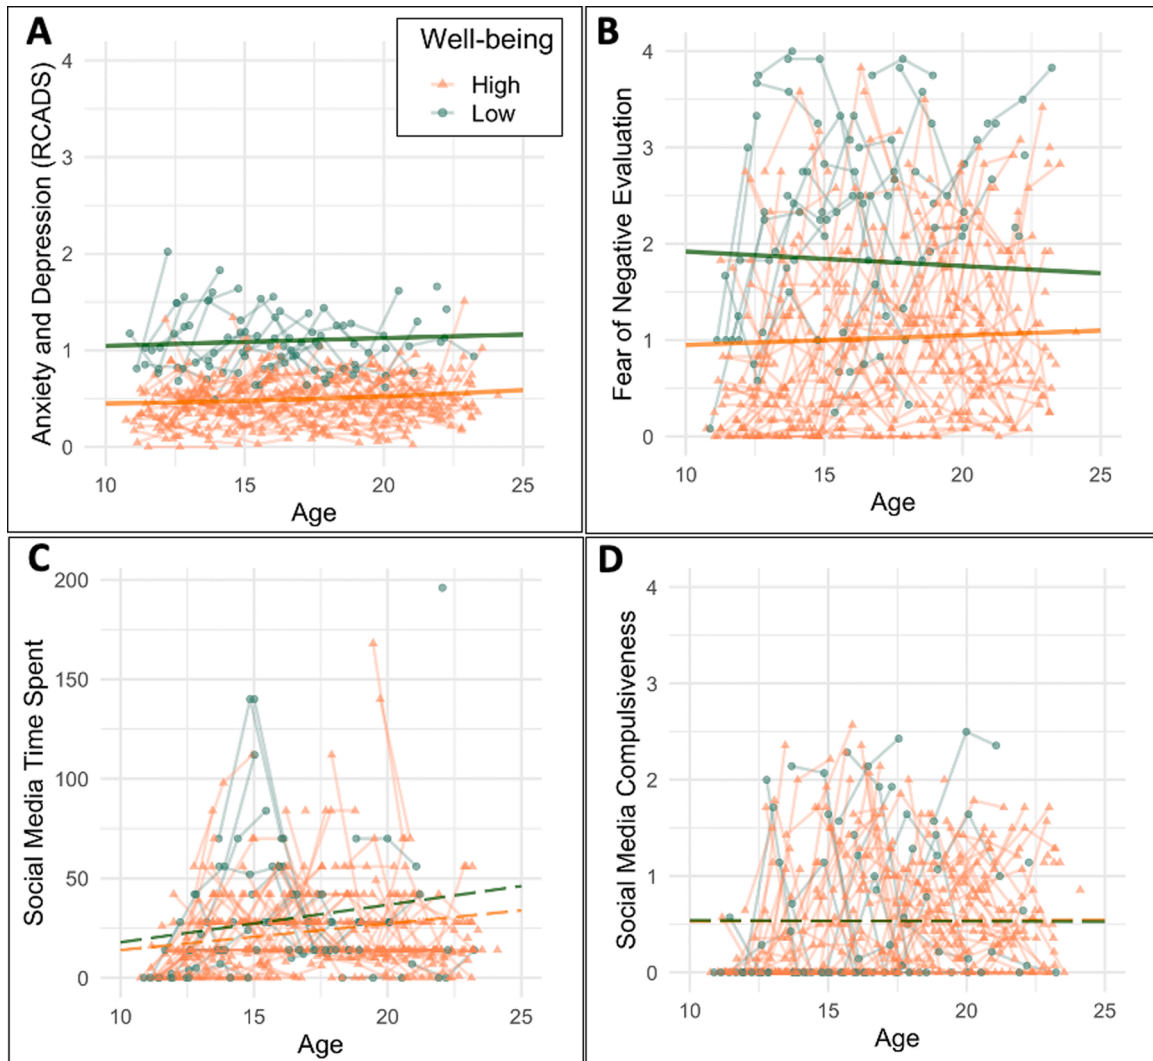 A
Well-being
High
Low
Anxiety and Depression (RCADS)
4
3
2
1
0
10
15
20
25
Age
B
Fear of Negative Evaluation
4
3
2
1
0
10
15
20
25
Age
C
Social Media Time Spent
200
150
100
50
0
10
15
20
25
Age
D
Social Media Compulsiveness
4
3
2
1
0
10
15
20
25
Age